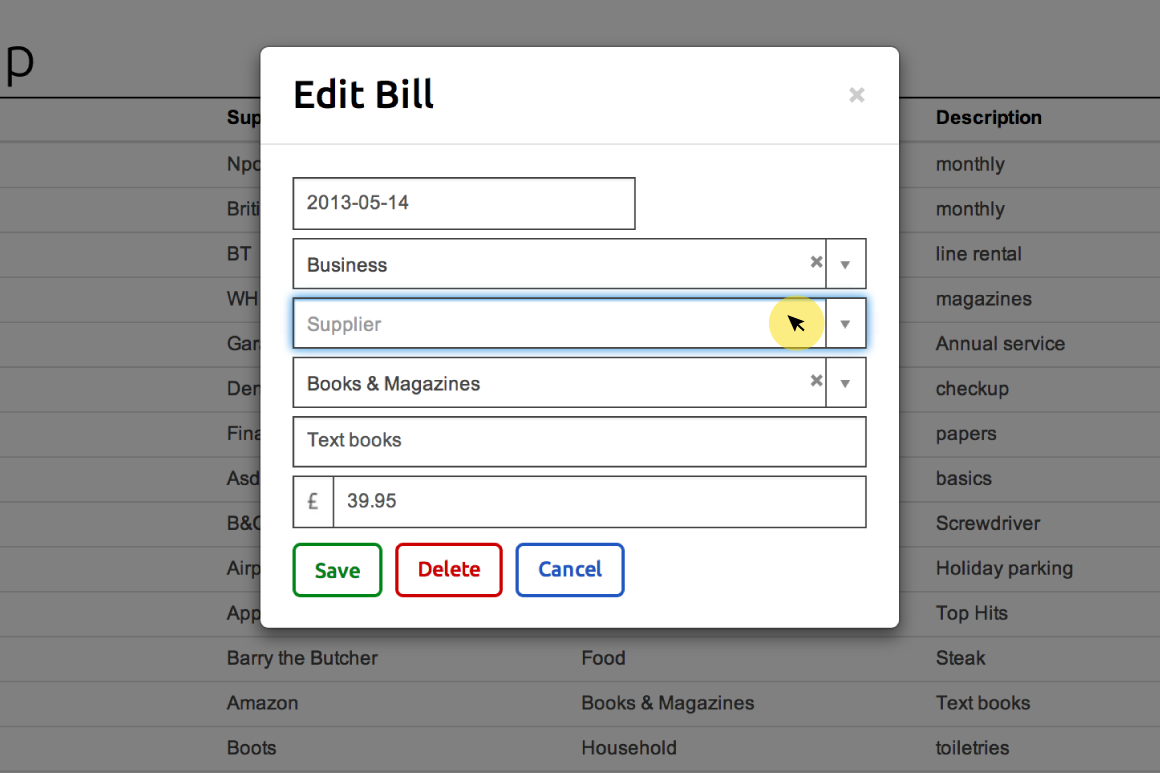 p
Edit Bill ×
Sup Description
Npo monthly
Briti monthly
BT line rental
WH magazines
Gar Annual service
Den checkup
Fina papers
Asd basics
B&Q Screwdriver
Airp Holiday parking
App Top Hits
2013-05-14
Business × ▼
Supplier ▼
Books & Magazines × ▼
Text books
£ 39.95
Save Delete Cancel
Barry the Butcher Food Steak
Amazon Books & Magazines Text books
Boots Household toiletries